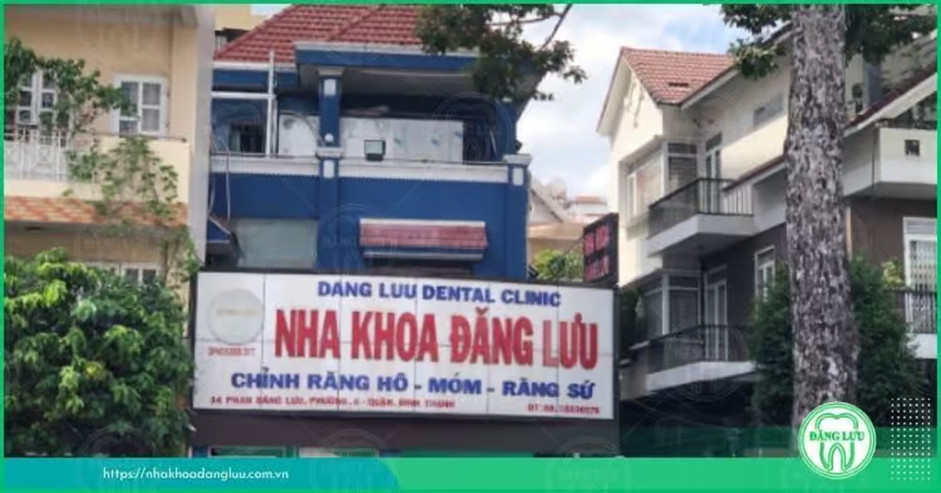 DANG LUU DENTAL CLINIC
NHA KHOA ĐĂNG LƯU
CHỈNH RĂNG HÔ - MÓM - RĂNG SỨ
34 PHAN ĐĂNG LƯU, PHƯỜNG. 6 - QUẬN. BÌNH THẠNH
ĐĂNG LƯU
https://nhakhoadangluu.com.vn